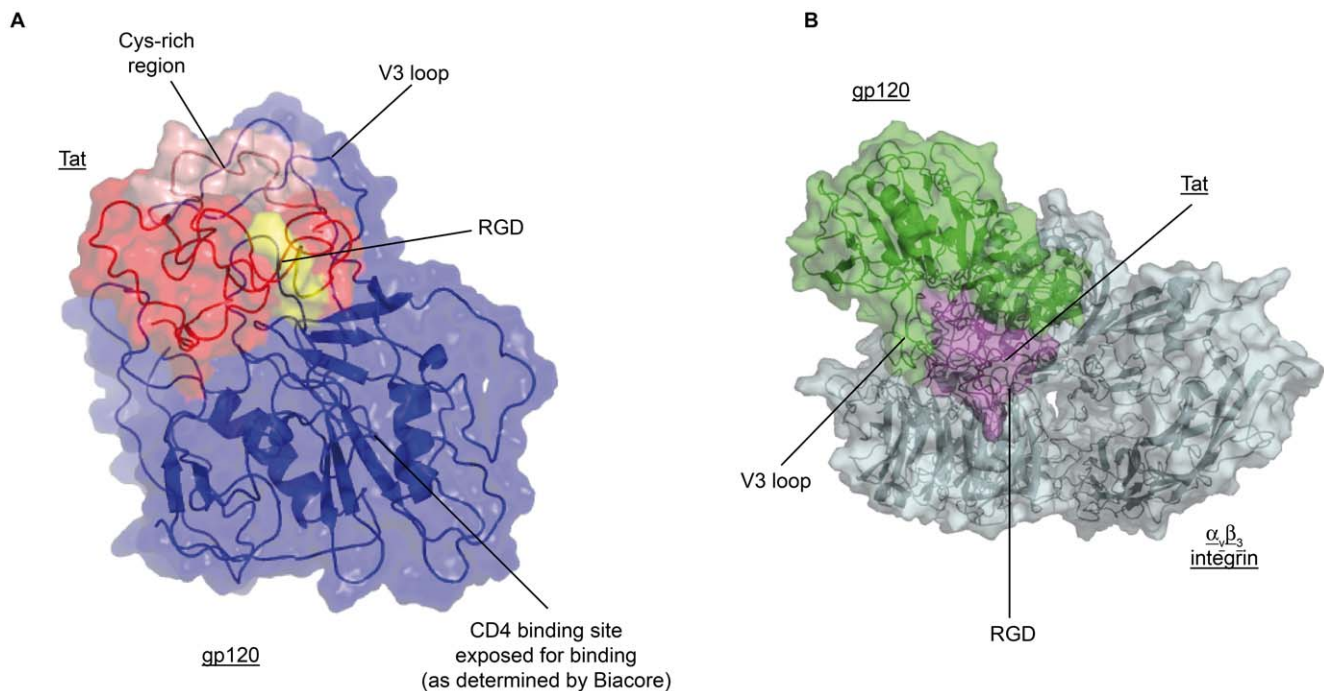 A
Cys-rich
region
V3 loop
Tat
RGD
CD4 binding site
exposed for binding
(as determined by Biacore)
gp120
B
gp120
Tat
V3 loop
αvβ3
integrin
RGD